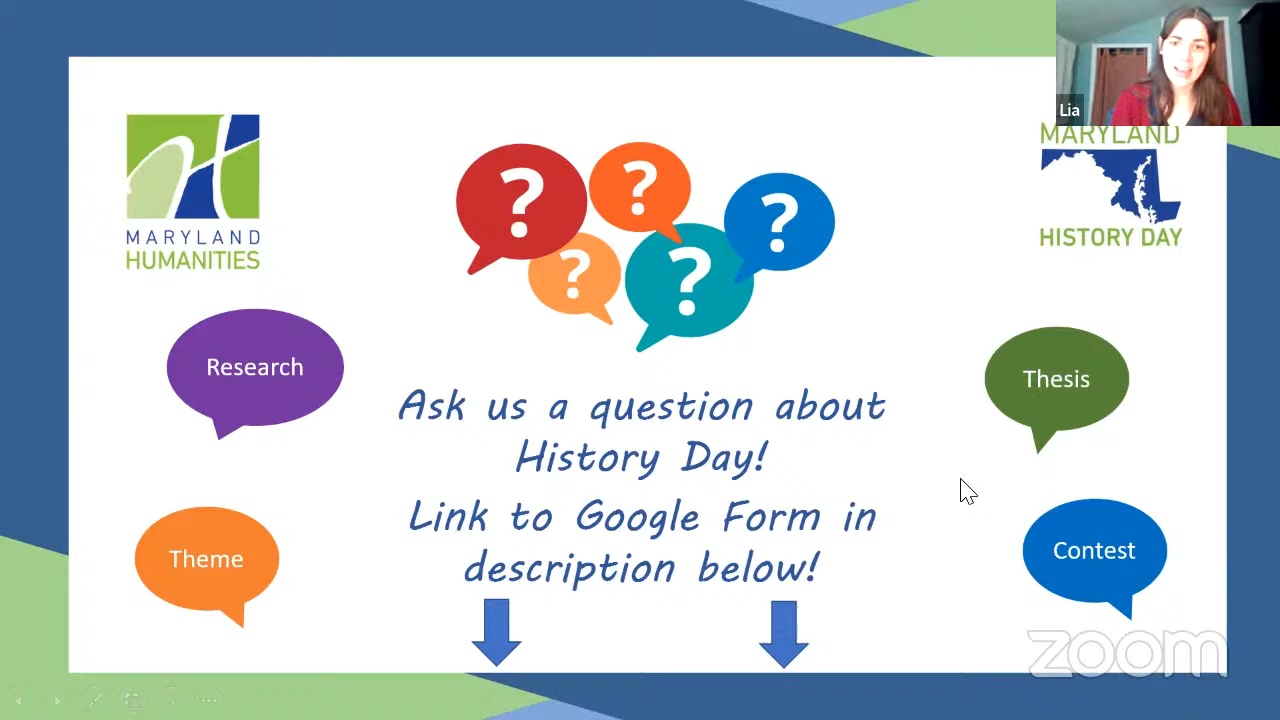 Lia
MARYLAND
HUMANITIES
MARYLAND
HISTORY DAY
? ? ? ? ?
Research
Thesis
Ask us a question about
History Day!
Link to Google Form in
description below!
Theme
Contest
zoom